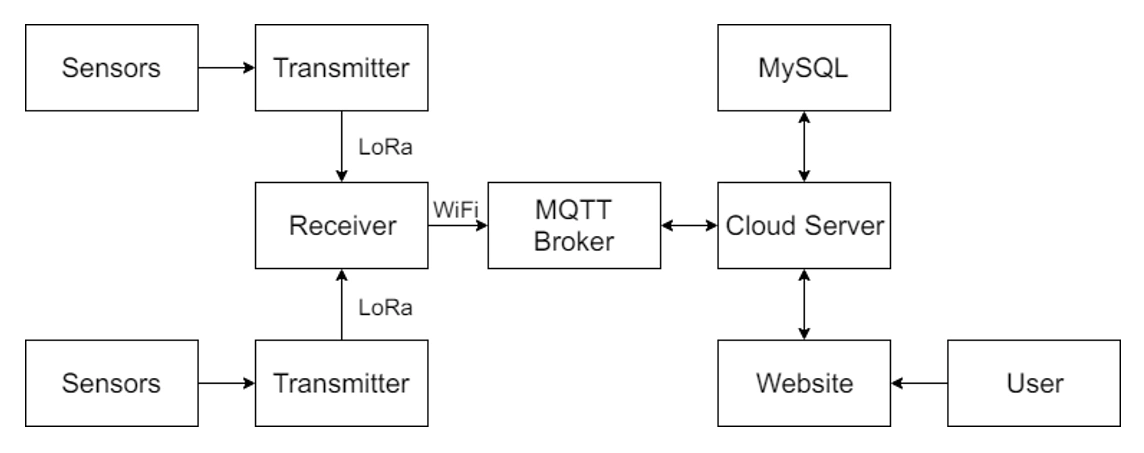 Sensors
Transmitter
MySQL
LoRa
Receiver
WiFi
MQTT
Broker
Cloud Server
LoRa
Sensors
Transmitter
Website
User